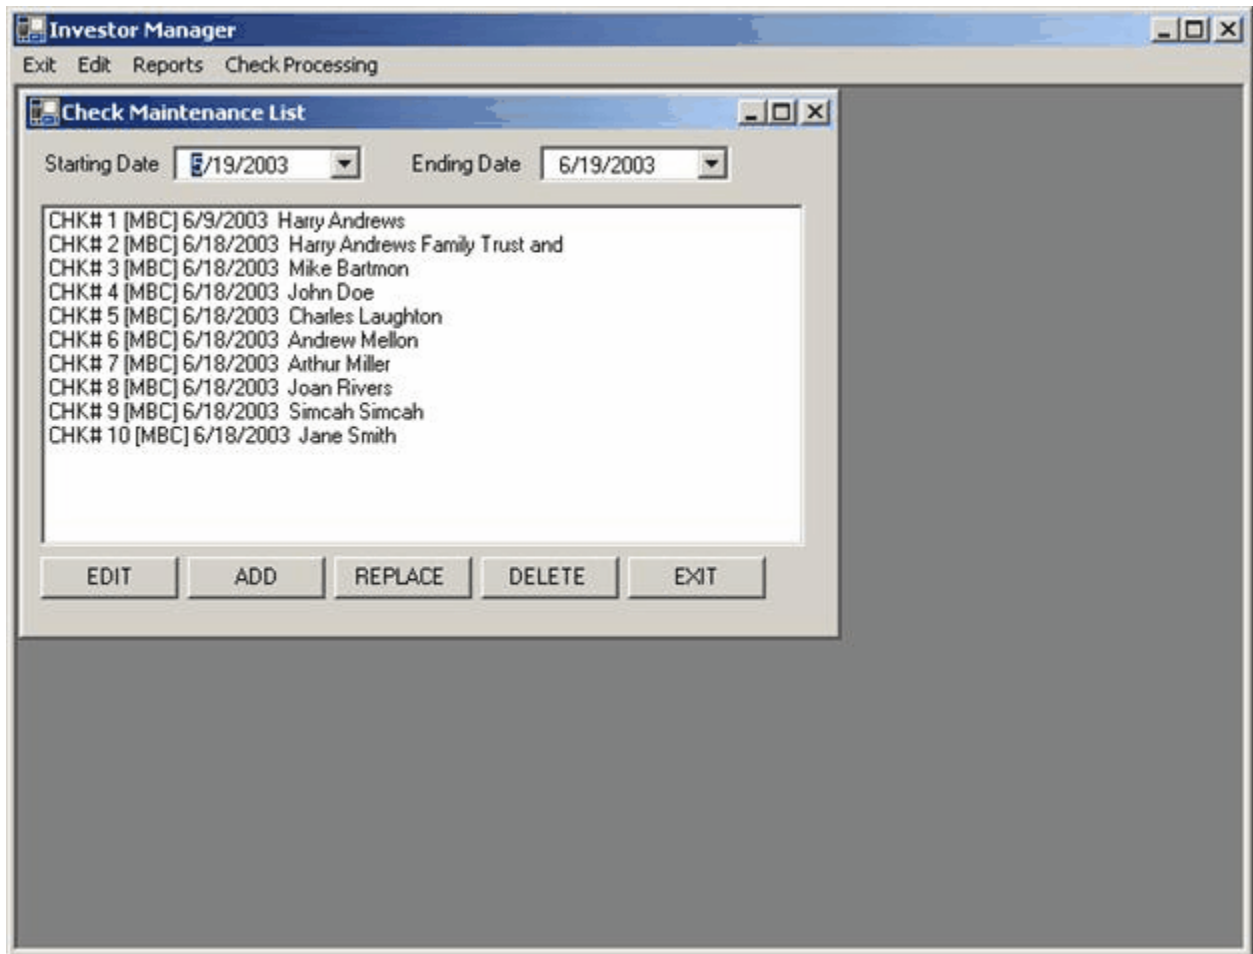 Investor Manager
Exit Edit Reports Check Processing
Check Maintenance List
Starting Date 5/19/2003 Ending Date 6/19/2003
CHK# 1 [MBC] 6/9/2003 Harry Andrews
CHK# 2 [MBC] 6/18/2003 Harry Andrews Family Trust and
CHK# 3 [MBC] 6/18/2003 Mike Bartmon
CHK# 4 [MBC] 6/18/2003 John Doe
CHK# 5 [MBC] 6/18/2003 Charles Laughton
CHK# 6 [MBC] 6/18/2003 Andrew Mellon
CHK# 7 [MBC] 6/18/2003 Arthur Miller
CHK# 8 [MBC] 6/18/2003 Joan Rivers
CHK# 9 [MBC] 6/18/2003 Simcah Simcah
CHK# 10 [MBC] 6/18/2003 Jane Smith
EDIT ADD REPLACE DELETE EXIT